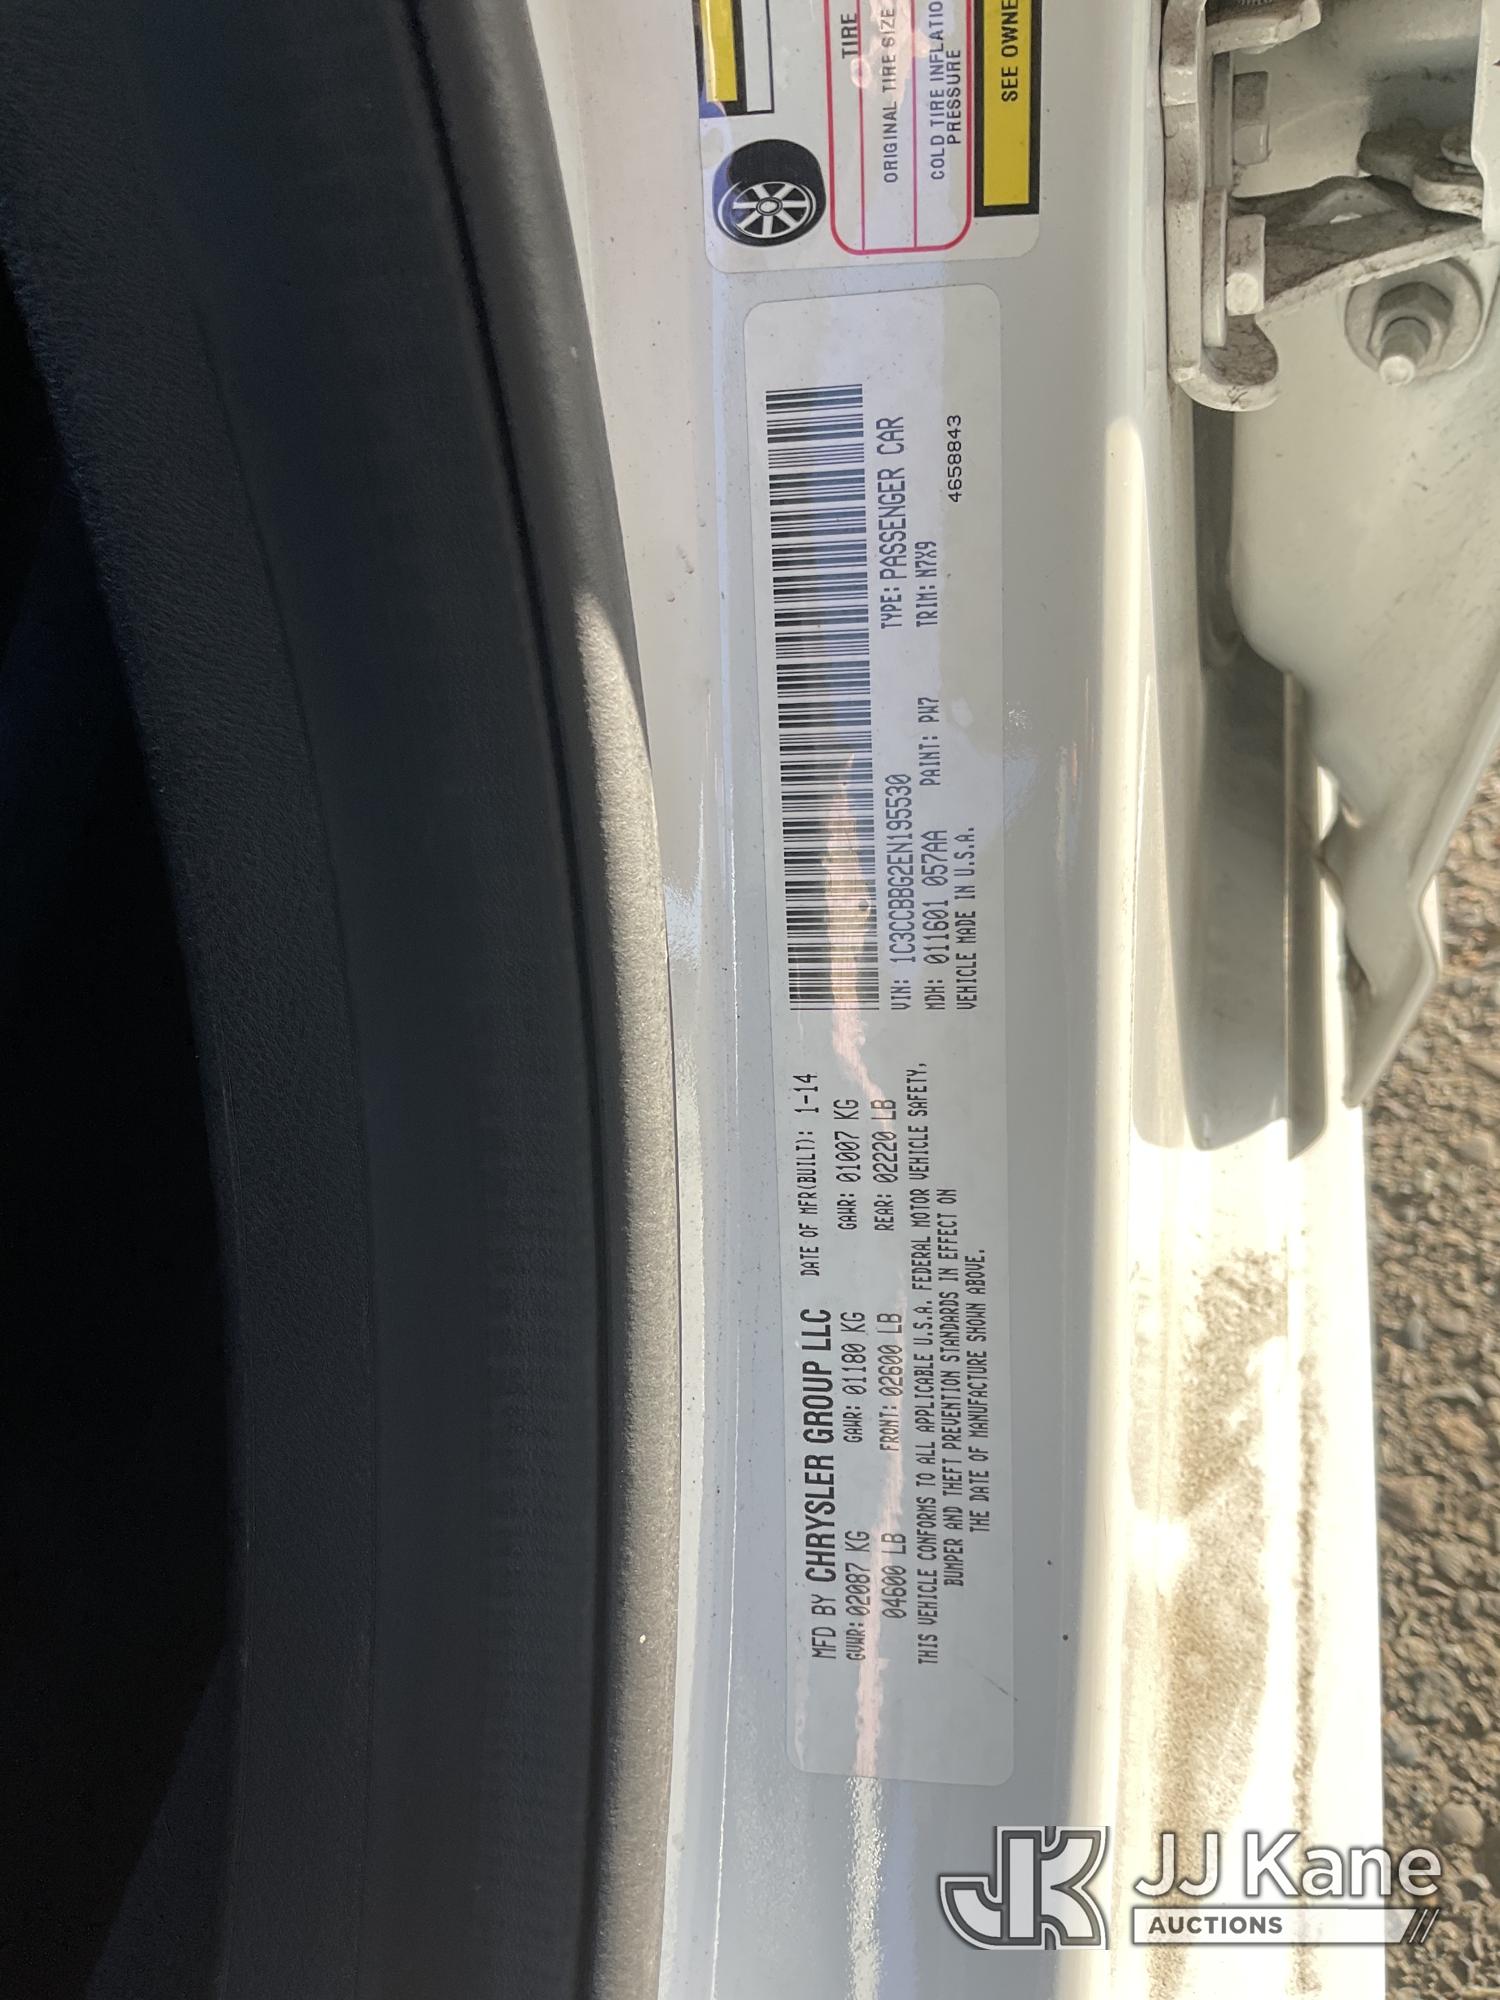 MFD BY CHRYSLER GROUP LLC DATE OF MFR(BUILT): 1-14
GVWR: 02087 KG GAWR: 01180 KG GAWR: 01007 KG
04600 LB FRONT: 02600 LB REAR: 02220 LB
THIS VEHICLE CONFORMS TO ALL APPLICABLE U.S.A. FEDERAL MOTOR VEHICLE SAFETY,
BUMPER AND THEFT PREVENTION STANDARDS IN EFFECT ON
THE DATE OF MANUFACTURE SHOWN ABOVE.
VIN: 1C3CCBBG2EN195530 TYPE: PASSENGER CAR
MDH: 011601 057AA PAINT: PW7 TRIM: N7X9
VEHICLE MADE IN U.S.A. 4658843
TIRE
ORIGINAL TIRE SIZE
COLD TIRE INFLATIO
PRESSURE
SEE OWNE
JK JJ Kane
AUCTIONS